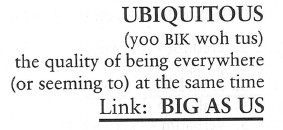 UBIQUITOUS
(yoo BIK woh tus)
the quality of being everywhere
(or seeming to) at the same time
Link: BIG AS US